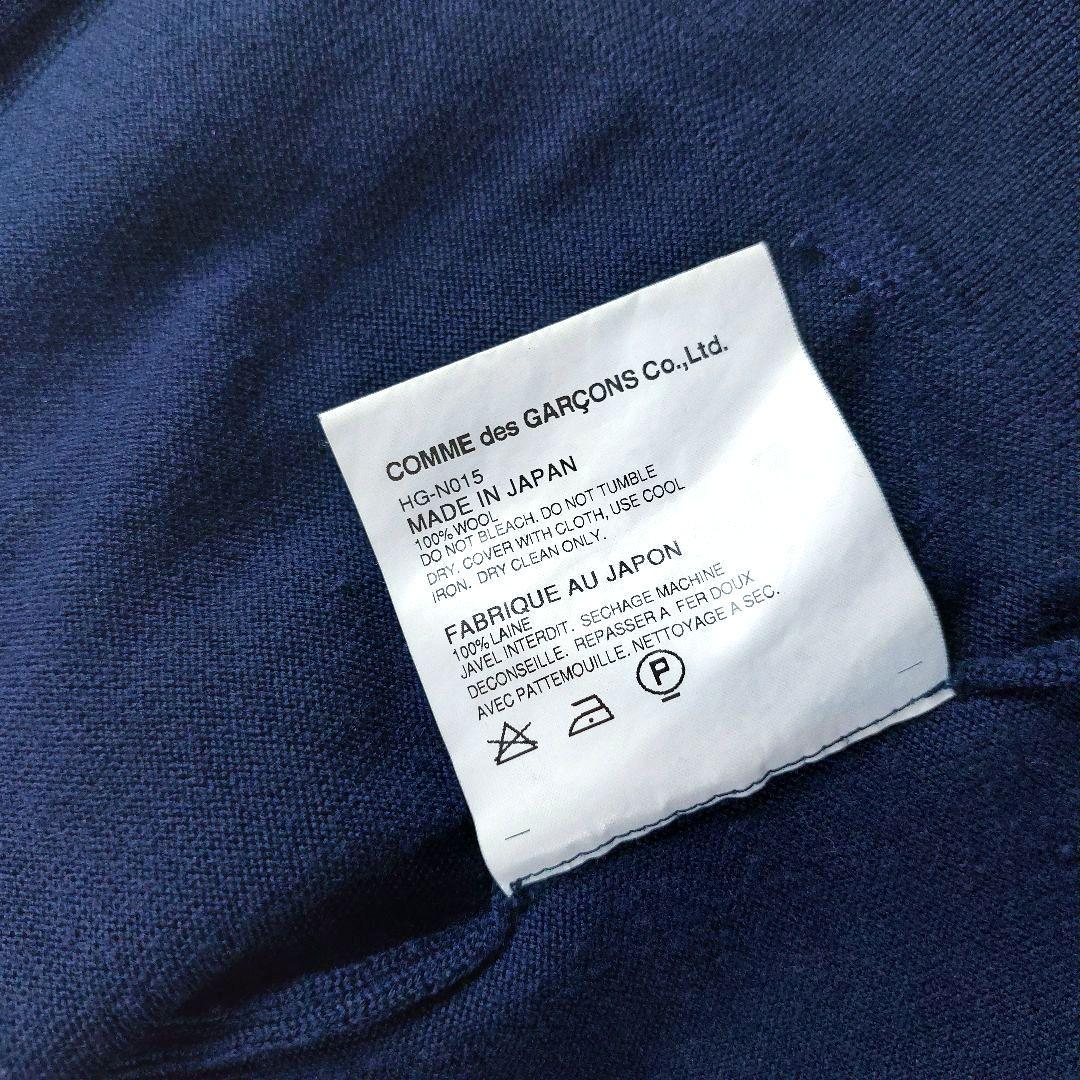 COMME des GARÇONS Co.,Ltd.
HG-N015
MADE IN JAPAN
100% WOOL
DO NOT BLEACH. DO NOT TUMBLE
DRY. COVER WITH CLOTH, USE COOL
IRON. DRY CLEAN ONLY.
FABRIQUE AU JAPON
100% LAINE
JAVEL INTERDIT. SECHAGE MACHINE
DECONSEILLE. REPASSER A FER DOUX
AVEC PATTEMOUILLE. NETTOYAGE A SEC.
P